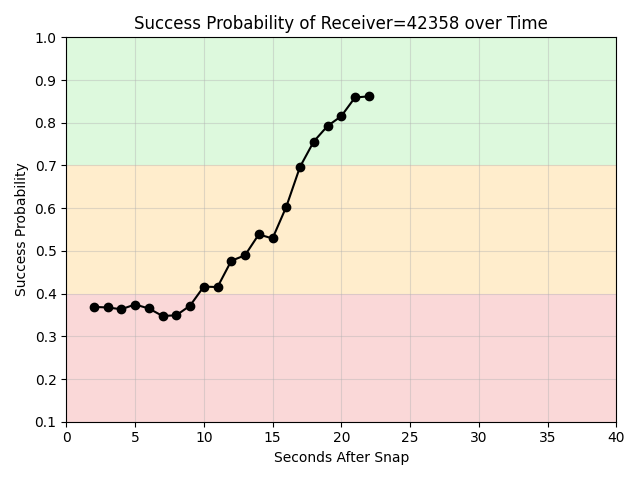 Success Probability of Receiver=42358 over Time
1.0
0.9
0.8
0.7
0.6
0.5
0.4
0.3
0.2
0.1
Success Probability
0 5 10 15 20 25 30 35 40
Seconds After Snap